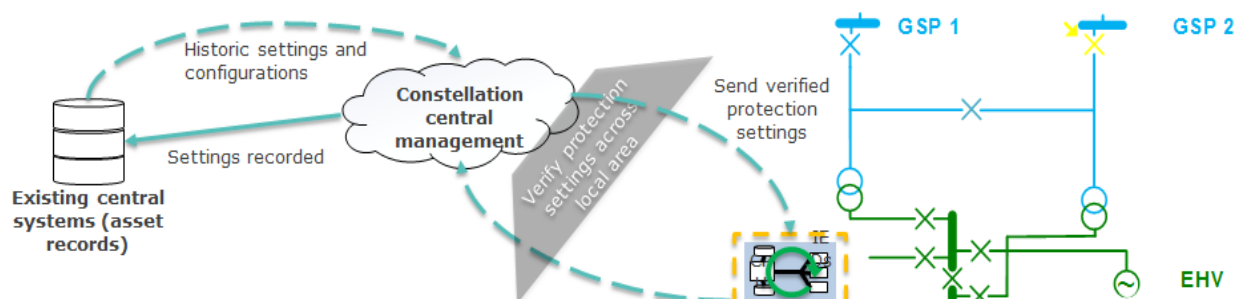 Historic settings and
configurations
Constellation
central
management
Settings recorded
Existing central
systems (asset
records)
Verify protection
settings across
local area
Send verified
protection
settings
GSP 1
GSP 2
IE
EHV